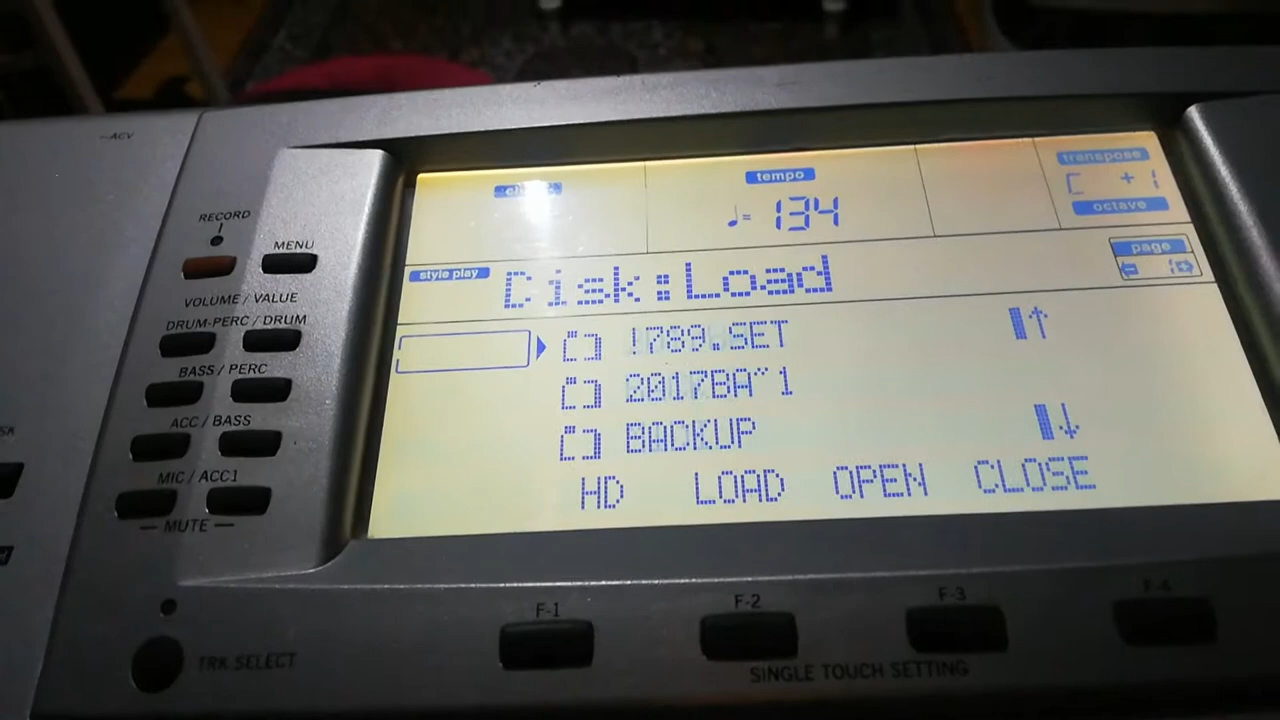 RECORD
MENU
VOLUME / VALUE
DRUM-PERC / DRUM
BASS / PERC
ACC / BASS
MIC / ACC1
MUTE
TRK SELECT
tempo
♩= 134
transpose
C +1
octave
page
style play
Disk:Load
!789.SET
2017BA~1
BACKUP
HD LOAD OPEN CLOSE
F-1 F-2 F-3 F-4
SINGLE TOUCH SETTING